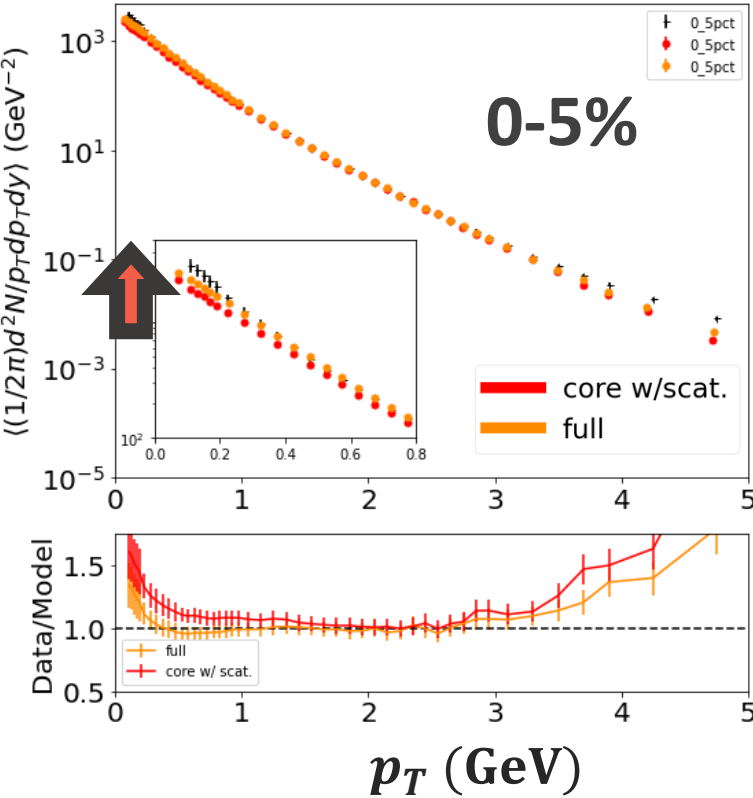 10³
10¹
10⁻¹
10⁻³
10⁻⁵
⟨(1/2π)d²N/p_T dp_T dy⟩ (GeV⁻²)
0_5pct
0_5pct
0_5pct
0-5%
10²
0.0 0.2 0.4 0.6 0.8
core w/scat.
full
0 1 2 3 4 5
Data/Model
1.5
1.0
0.5
full
core w/ scat.
0 1 2 3 4 5
p_T (GeV)